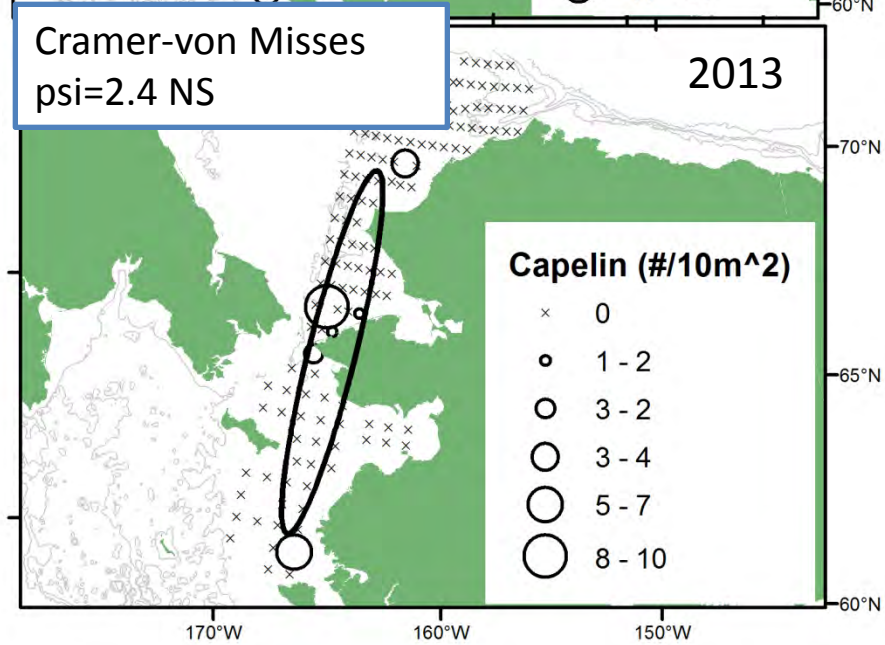 60°N
Cramer-von Misses
psi=2.4 NS
2013
70°N
Capelin (#/10m^2)
0
1 - 2
3 - 2
3 - 4
5 - 7
8 - 10
65°N
60°N
170°W
160°W
150°W